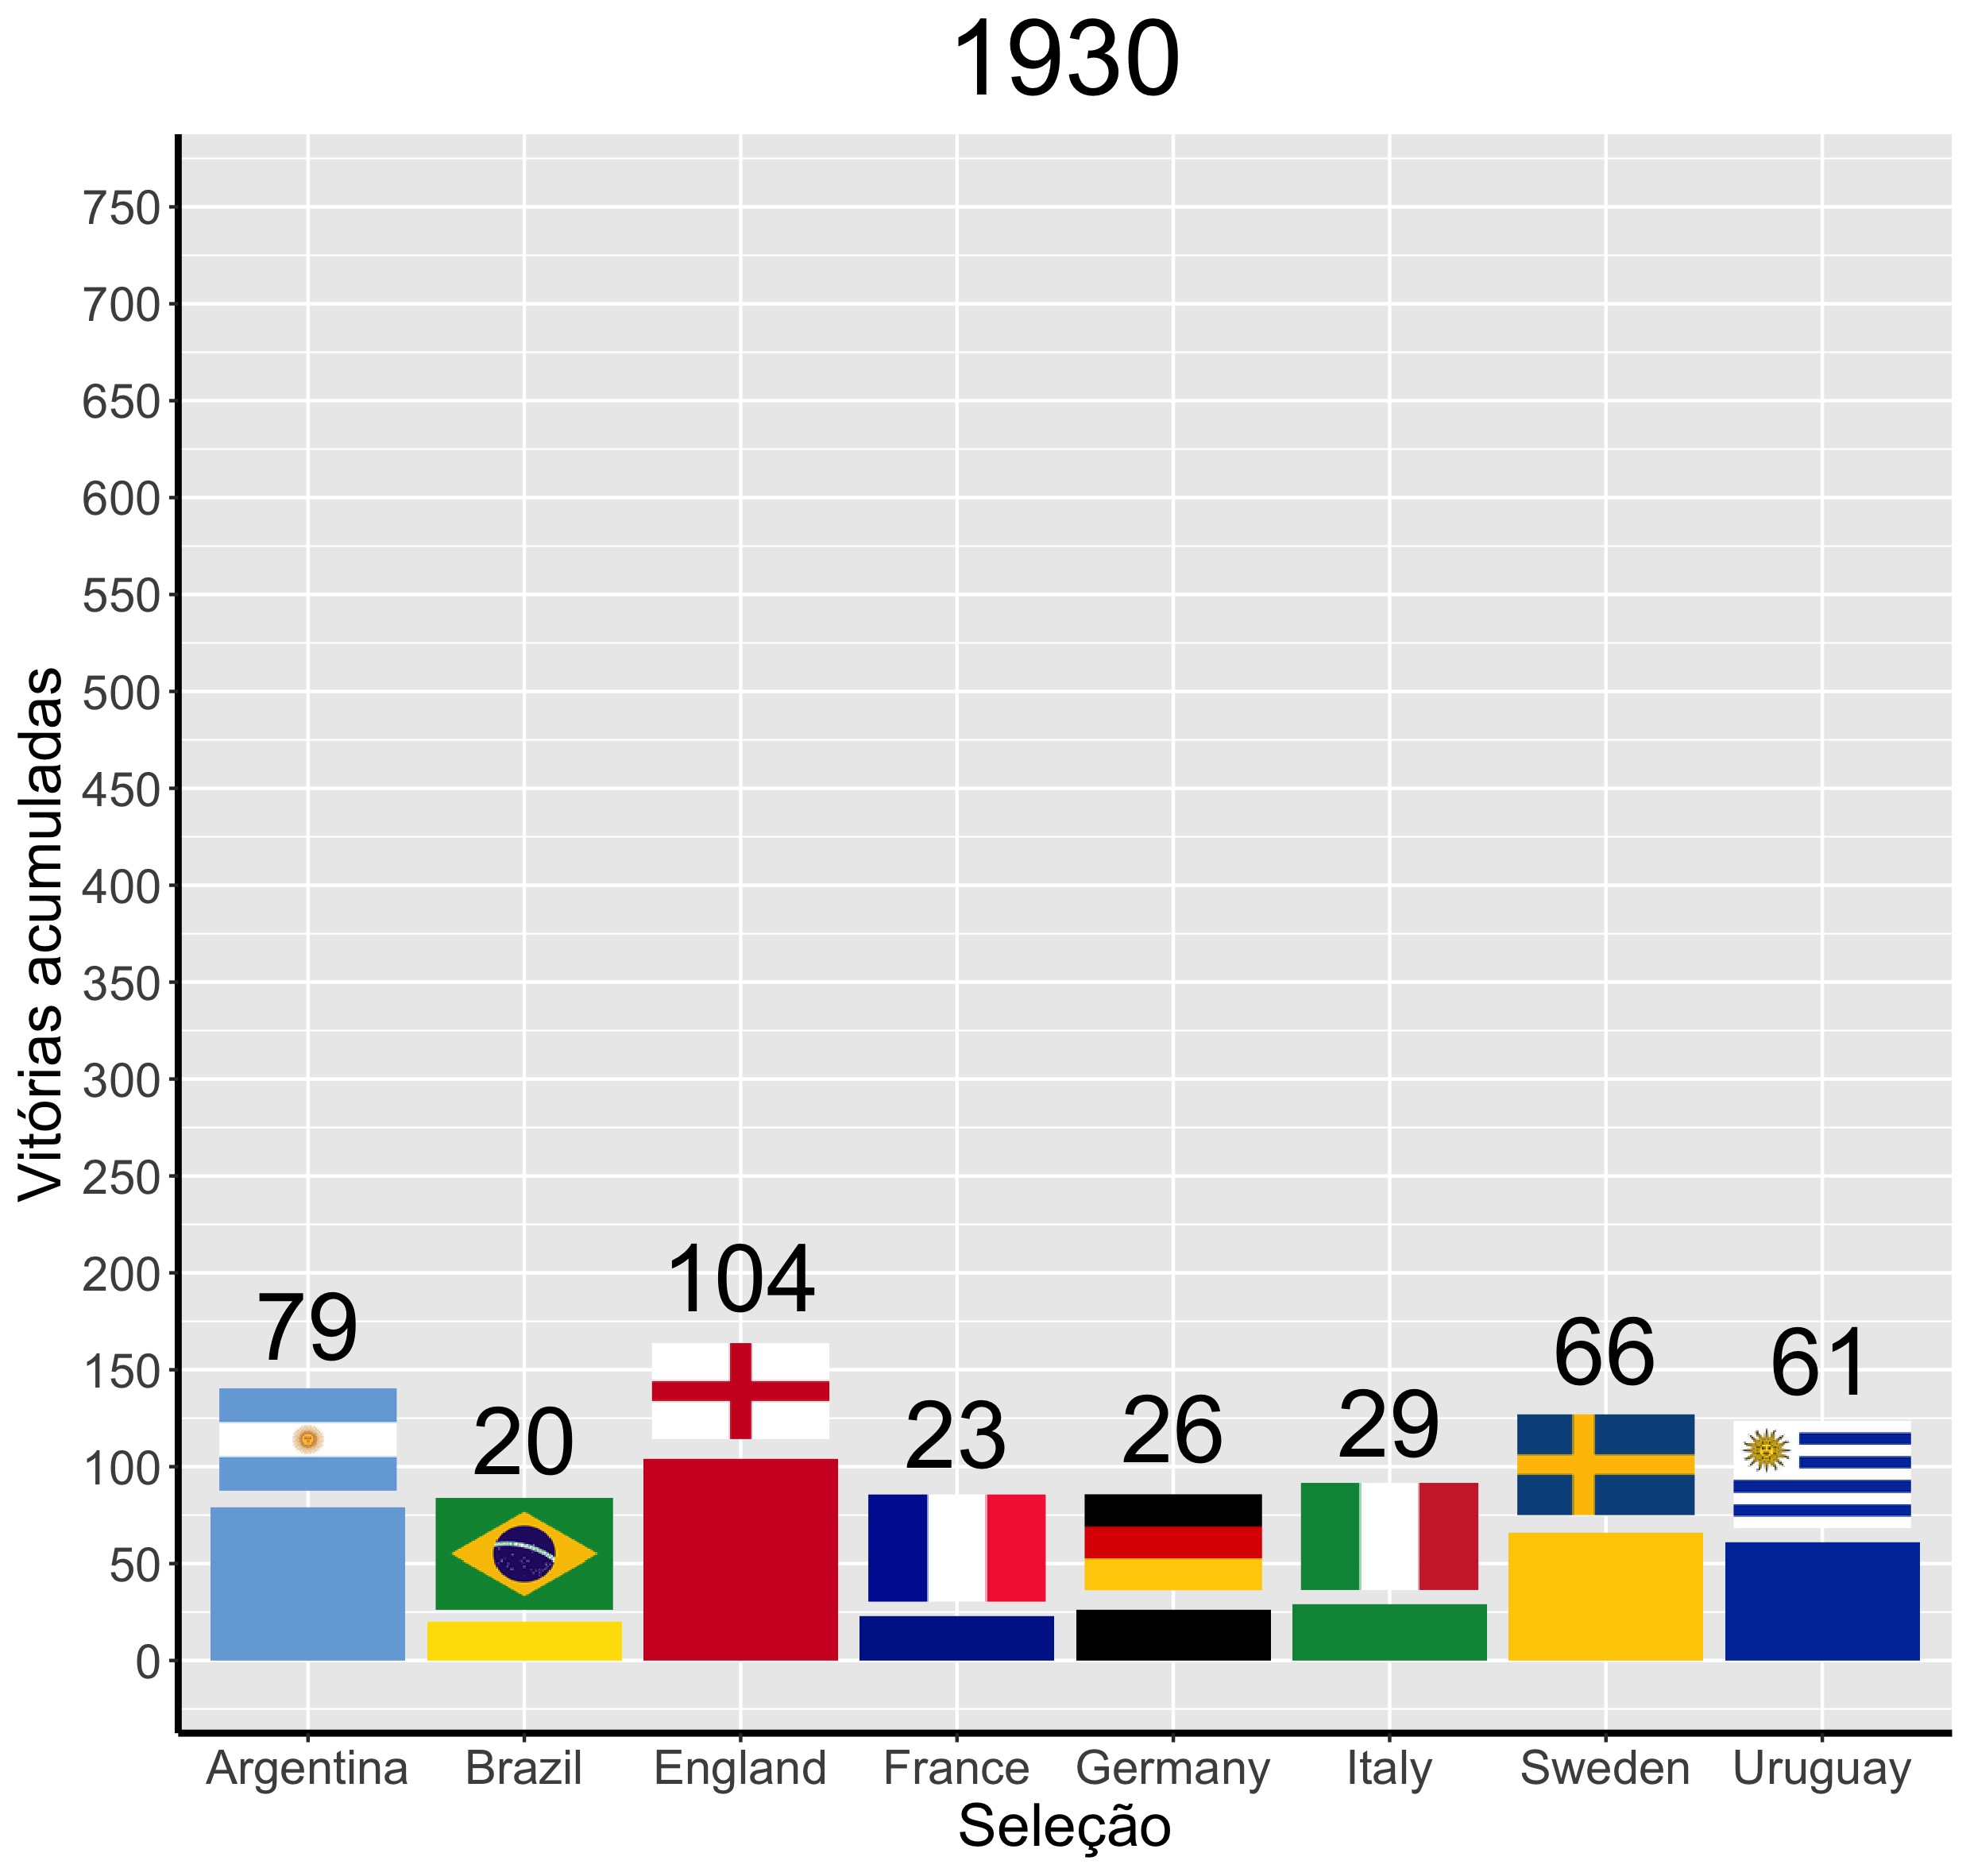 1930
Vitórias acumuladas
750
700
650
600
550
500
450
400
350
300
250
200
150
100
50
0
79
20
104
23
26
29
66
61
Argentina
Brazil
England
France
Germany
Italy
Sweden
Uruguay
Seleção